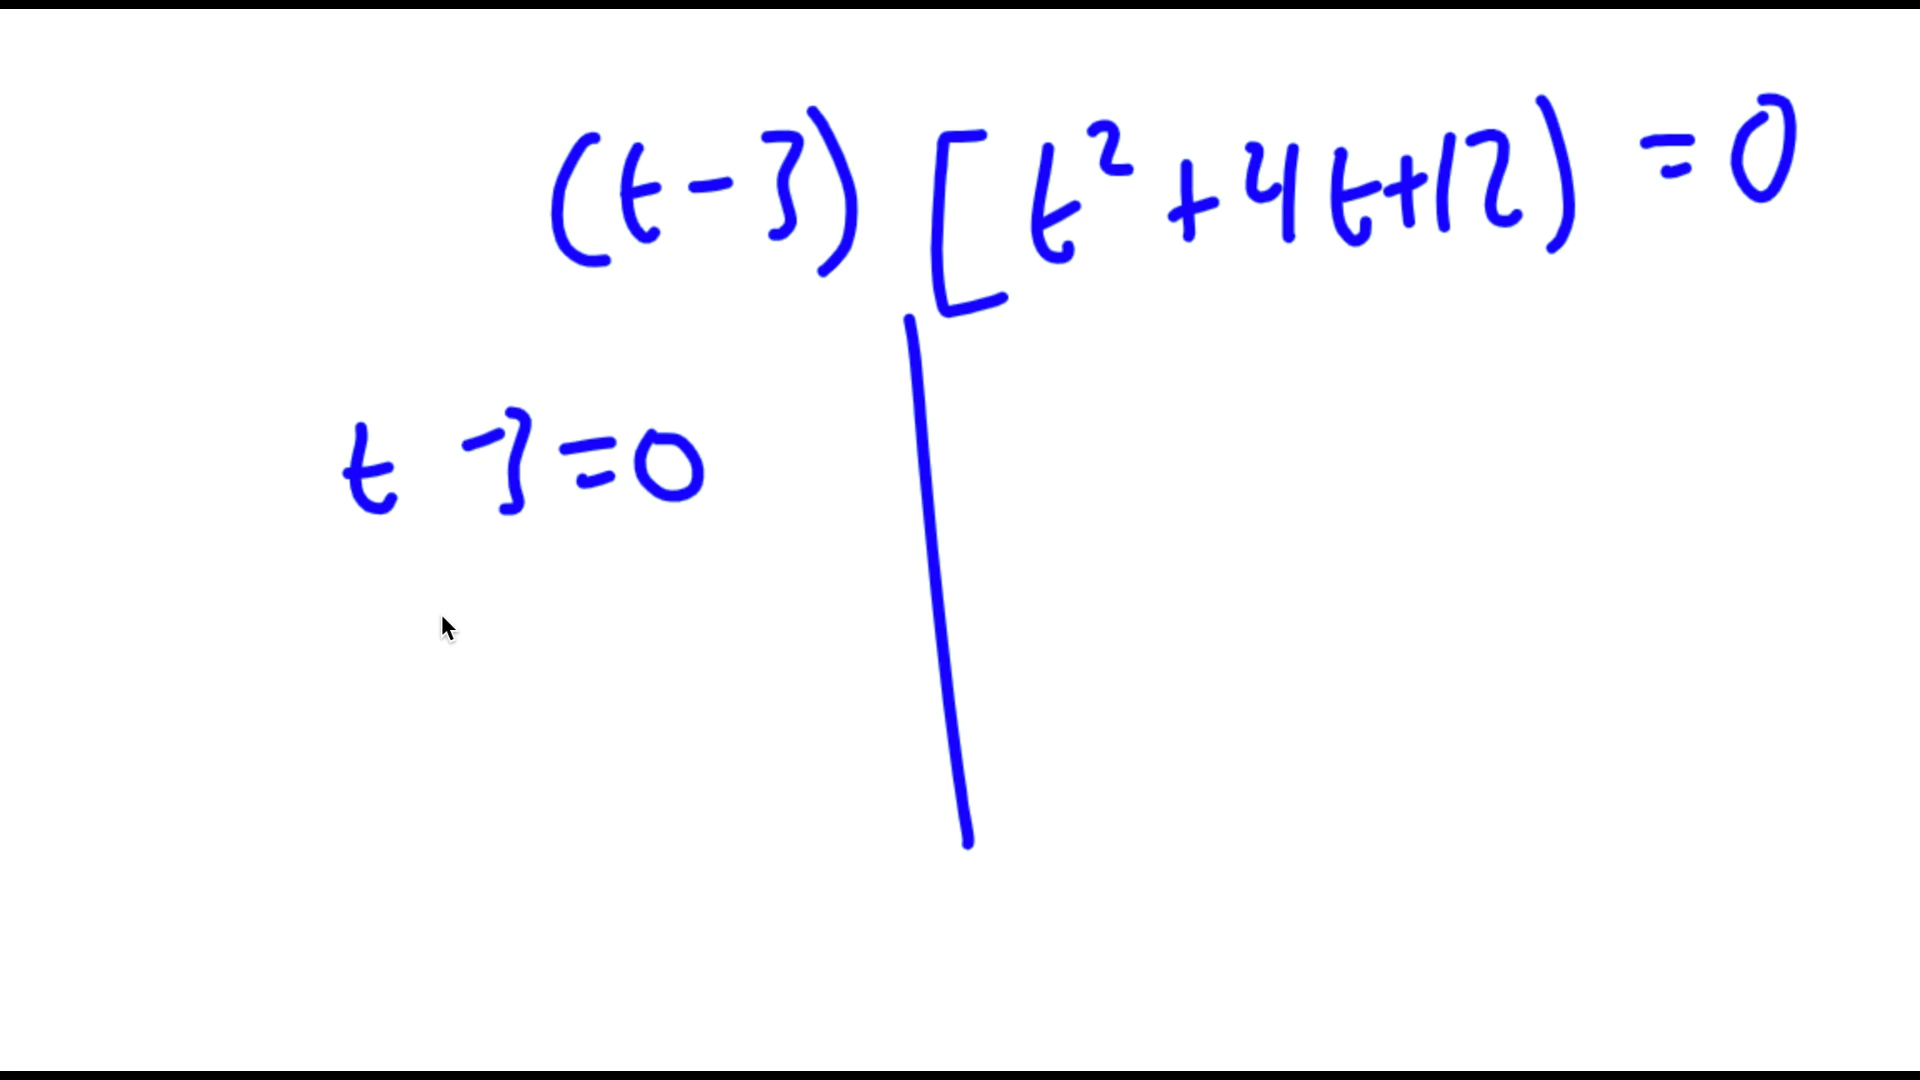 (t-3) [t² + 4t+12) = 0
t -3=0